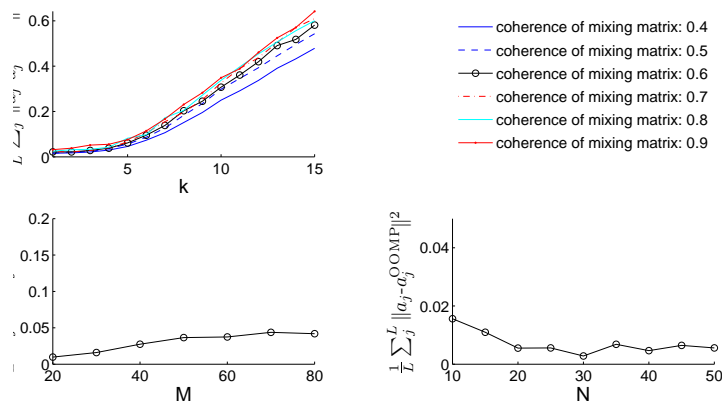 0.6
0.4
0.2
0
5
10
15
k
coherence of mixing matrix: 0.4
coherence of mixing matrix: 0.5
coherence of mixing matrix: 0.6
coherence of mixing matrix: 0.7
coherence of mixing matrix: 0.8
coherence of mixing matrix: 0.9
0.2
0.15
0.1
0.05
0
20
40
60
80
M
1/L ∑_j^L ||a_j-a_j^OOMP||²
0.04
0.02
0
10
20
30
40
50
N